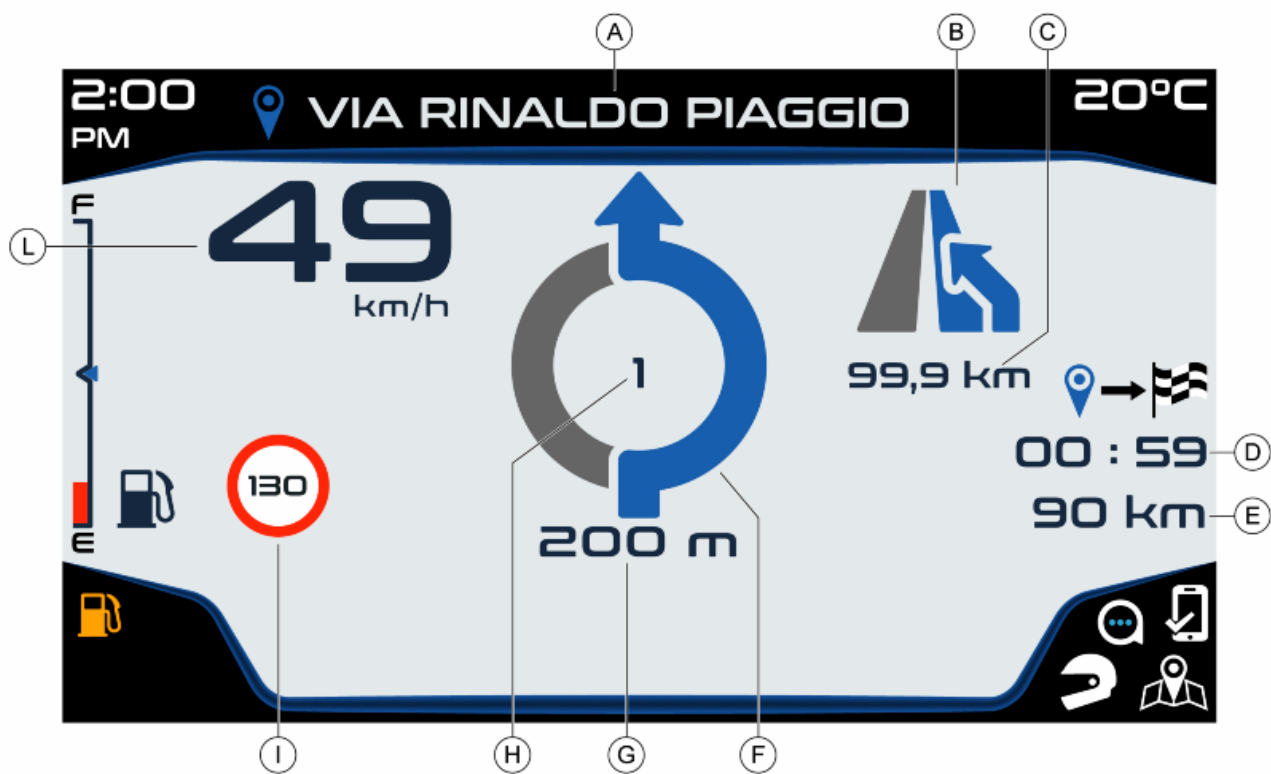 A
B
C
2:00
PM
VIA RINALDO PIAGGIO
20°C
F
49
km/h
L
1
99,9 km
00 : 59
D
90 km
E
130
200 m
E
I
H
G
F